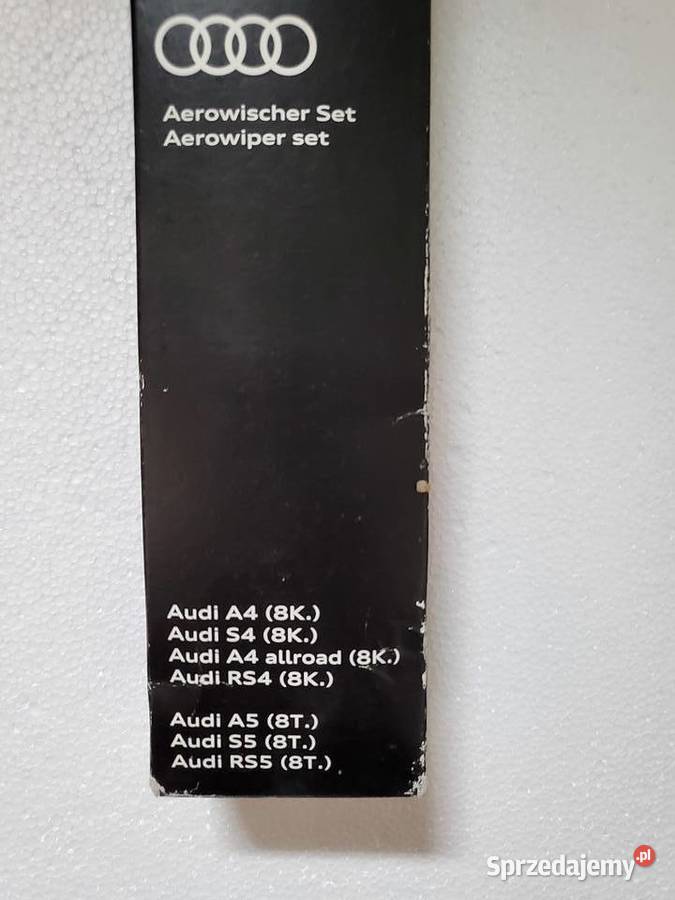 Aerowischer Set
Aerowiper set
Audi A4 (8K.)
Audi S4 (8K.)
Audi A4 allroad (8K.)
Audi RS4 (8K.)
Audi A5 (8T.)
Audi S5 (8T.)
Audi RS5 (8T.)
Sprzedajemy.pl